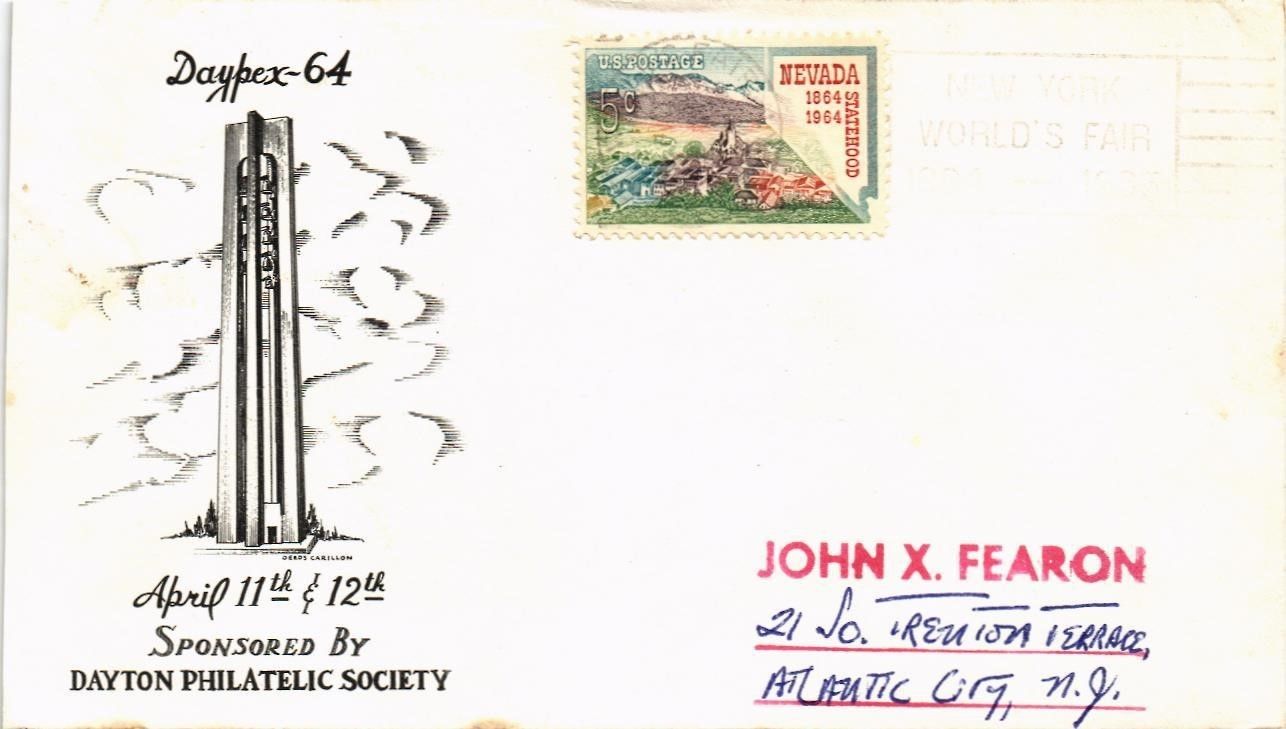 Daypex-64
DEEDS CARILLON
April 11th & 12th
SPONSORED BY
DAYTON PHILATELIC SOCIETY
U.S. POSTAGE
5¢
NEVADA
1864
1964
STATEHOOD
NEW YORK
WORLD'S FAIR
JOHN X. FEARON
21 So. TRENTON TERRACE,
ATLANTIC CITY, N.J.